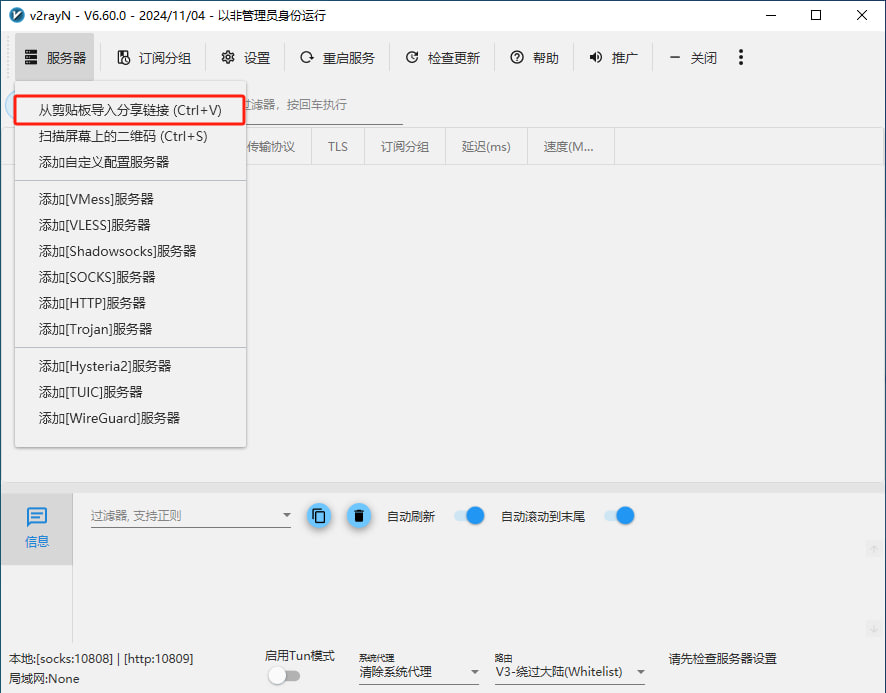 v2rayN - V6.60.0 - 2024/11/04 - 以非管理员身份运行
服务器 订阅分组 设置 重启服务 检查更新 帮助 推广 关闭
过滤器，按回车执行
从剪贴板导入分享链接 (Ctrl+V)
扫描屏幕上的二维码 (Ctrl+S)
添加自定义配置服务器
传输协议 TLS 订阅分组 延迟(ms) 速度(M...
添加[VMess]服务器
添加[VLESS]服务器
添加[Shadowsocks]服务器
添加[SOCKS]服务器
添加[HTTP]服务器
添加[Trojan]服务器
添加[Hysteria2]服务器
添加[TUIC]服务器
添加[WireGuard]服务器
信息
过滤器, 支持正则 自动刷新 自动滚动到末尾
本地:[socks:10808] | [http:10809]
局域网:None
启用Tun模式
系统代理
清除系统代理
路由
V3-绕过大陆(Whitelist)
请先检查服务器设置